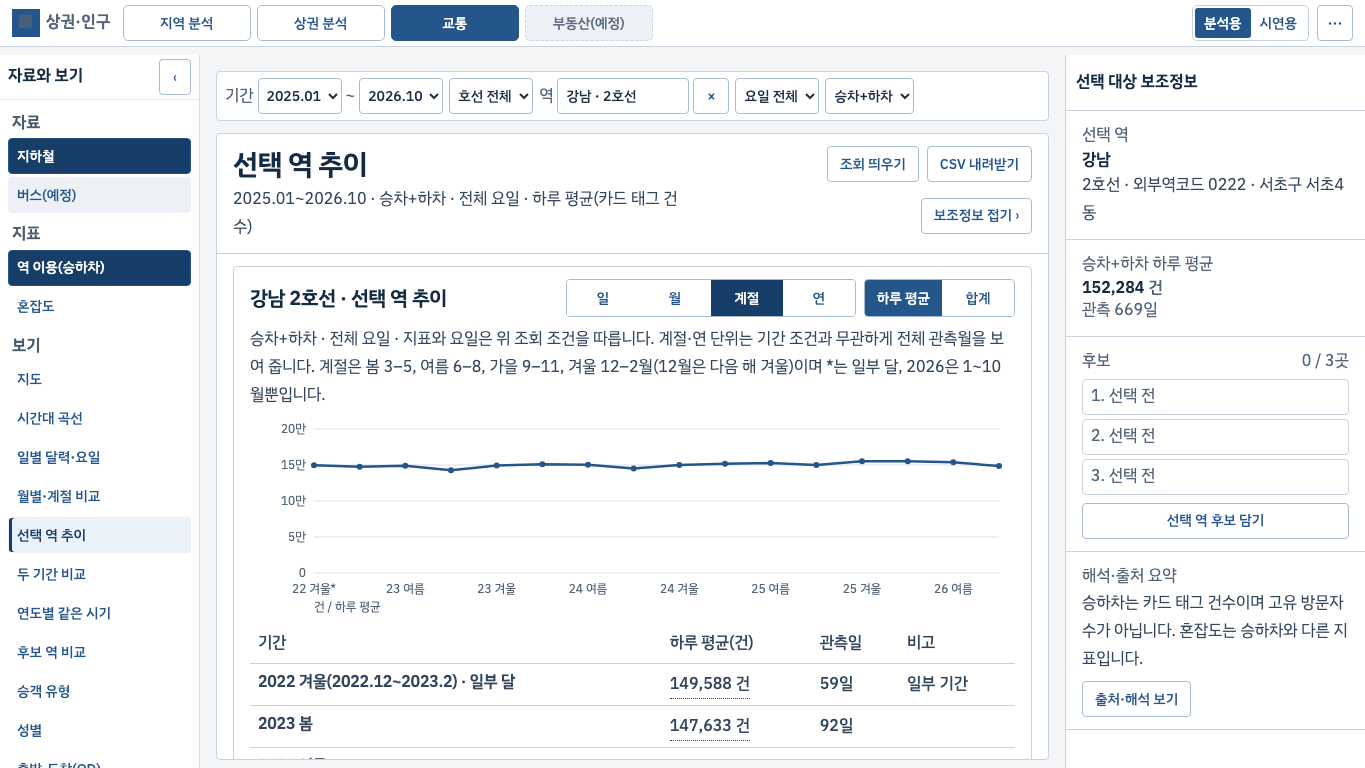 상권·인구
지역 분석
상권 분석
교통
부동산(예정)
분석용
시연용
···
자료와 보기
‹
자료
지하철
버스(예정)
지표
역 이용(승하차)
혼잡도
보기
지도
시간대 곡선
일별 달력·요일
월별·계절 비교
선택 역 추이
두 기간 비교
연도별 같은 시기
후보 역 비교
승객 유형
성별
기간 2025.01 ~ 2026.10 호선 전체 역 강남 · 2호선 × 요일 전체 승차+하차
선택 역 추이
조회 띄우기
CSV 내려받기
2025.01~2026.10 · 승차+하차 · 전체 요일 · 하루 평균(카드 태그 건
수)
보조정보 접기 ›
강남 2호선 · 선택 역 추이
일
월
계절
연
하루 평균
합계
승차+하차 · 전체 요일 · 지표와 요일은 위 조회 조건을 따릅니다. 계절·연 단위는 기간 조건과 무관하게 전체 관측월을 보
여 줍니다. 계절은 봄 3–5, 여름 6–8, 가을 9–11, 겨울 12–2월(12월은 다음 해 겨울)이며 *는 일부 달, 2026은 1~10
월뿐입니다.
20만
15만
10만
5만
0
22 겨울* 23 여름 23 겨울 24 여름 24 겨울 25 여름 25 겨울 26 여름
건 / 하루 평균
기간 하루 평균(건) 관측일 비고
2022 겨울(2022.12~2023.2) · 일부 달 149,588 건 59일 일부 기간
2023 봄 147,633 건 92일
선택 대상 보조정보
선택 역
강남
2호선 · 외부역코드 0222 · 서초구 서초4
동
승차+하차 하루 평균
152,284 건
관측 669일
후보 0 / 3곳
1. 선택 전
2. 선택 전
3. 선택 전
선택 역 후보 담기
해석·출처 요약
승하차는 카드 태그 건수이며 고유 방문자
수가 아닙니다. 혼잡도는 승하차와 다른 지
표입니다.
출처·해석 보기